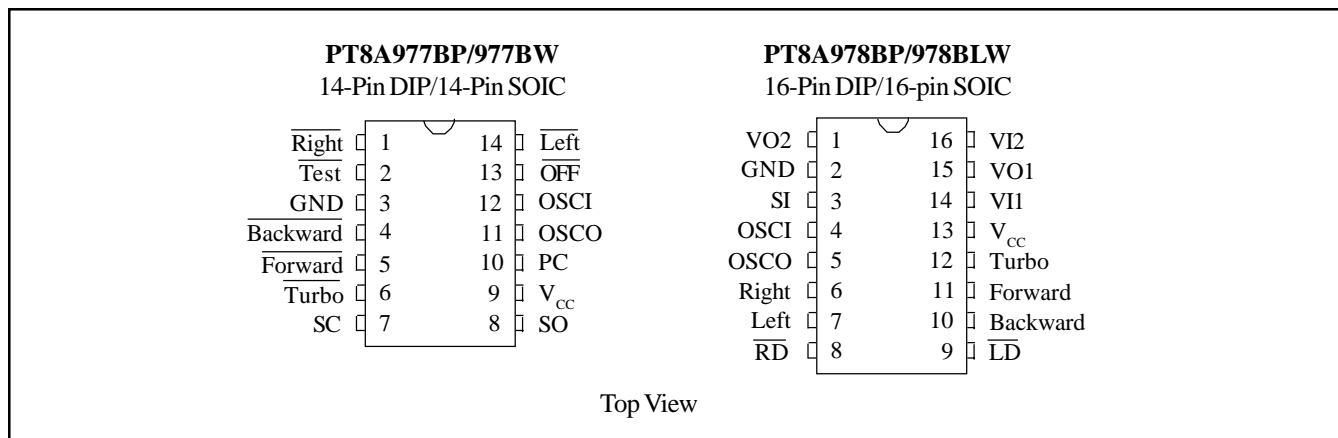 PT8A977BP/977BW
14-Pin DIP/14-Pin SOIC
Right 1 14 Left
Test 2 13 OFF
GND 3 12 OSCI
Backward 4 11 OSCO
Forward 5 10 PC
Turbo 6 9 VCC
SC 7 8 SO
PT8A978BP/978BLW
16-Pin DIP/16-pin SOIC
VO2 1 16 VI2
GND 2 15 VO1
SI 3 14 VI1
OSCI 4 13 VCC
OSCO 5 12 Turbo
Right 6 11 Forward
Left 7 10 Backward
RD 8 9 LD
Top View